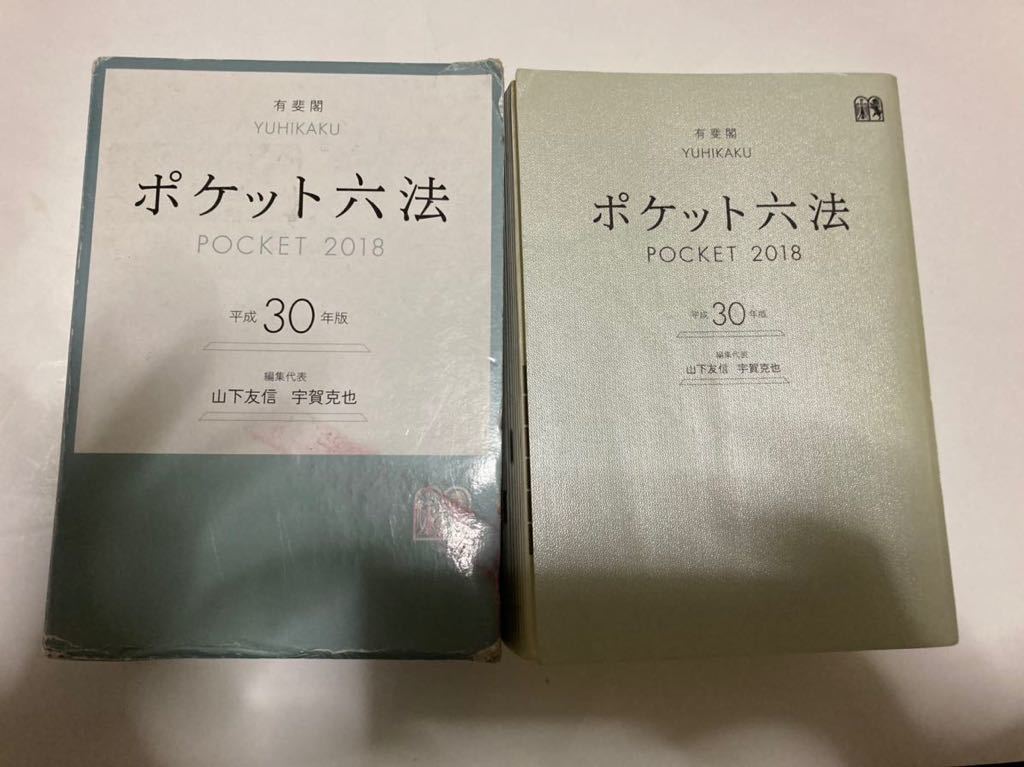 有斐閣
YUHIKAKU
ポケット六法
POCKET 2018
平成30年版
編集代表
山下友信 宇賀克也
有斐閣
YUHIKAKU
ポケット六法
POCKET 2018
平成30年版
編集代表
山下友信 宇賀克也